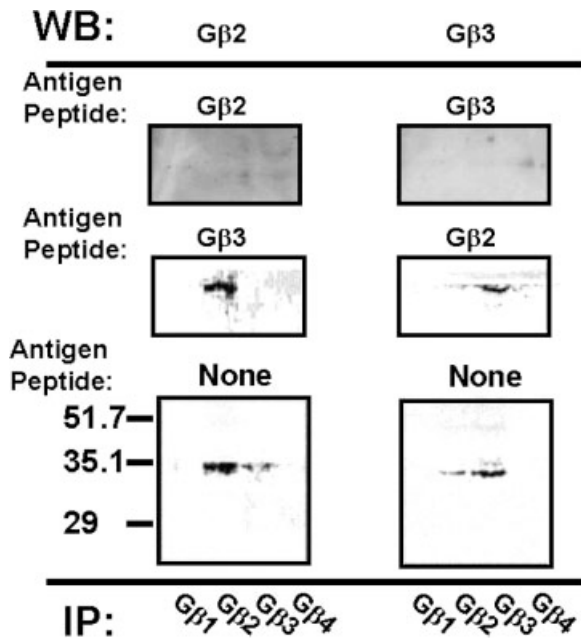 WB: Gβ2 Gβ3
Antigen
Peptide: Gβ2 Gβ3
Antigen
Peptide: Gβ3 Gβ2
Antigen
Peptide: None None
51.7
35.1
29
IP: Gβ1 Gβ2 Gβ3 Gβ4 Gβ1 Gβ2 Gβ3 Gβ4